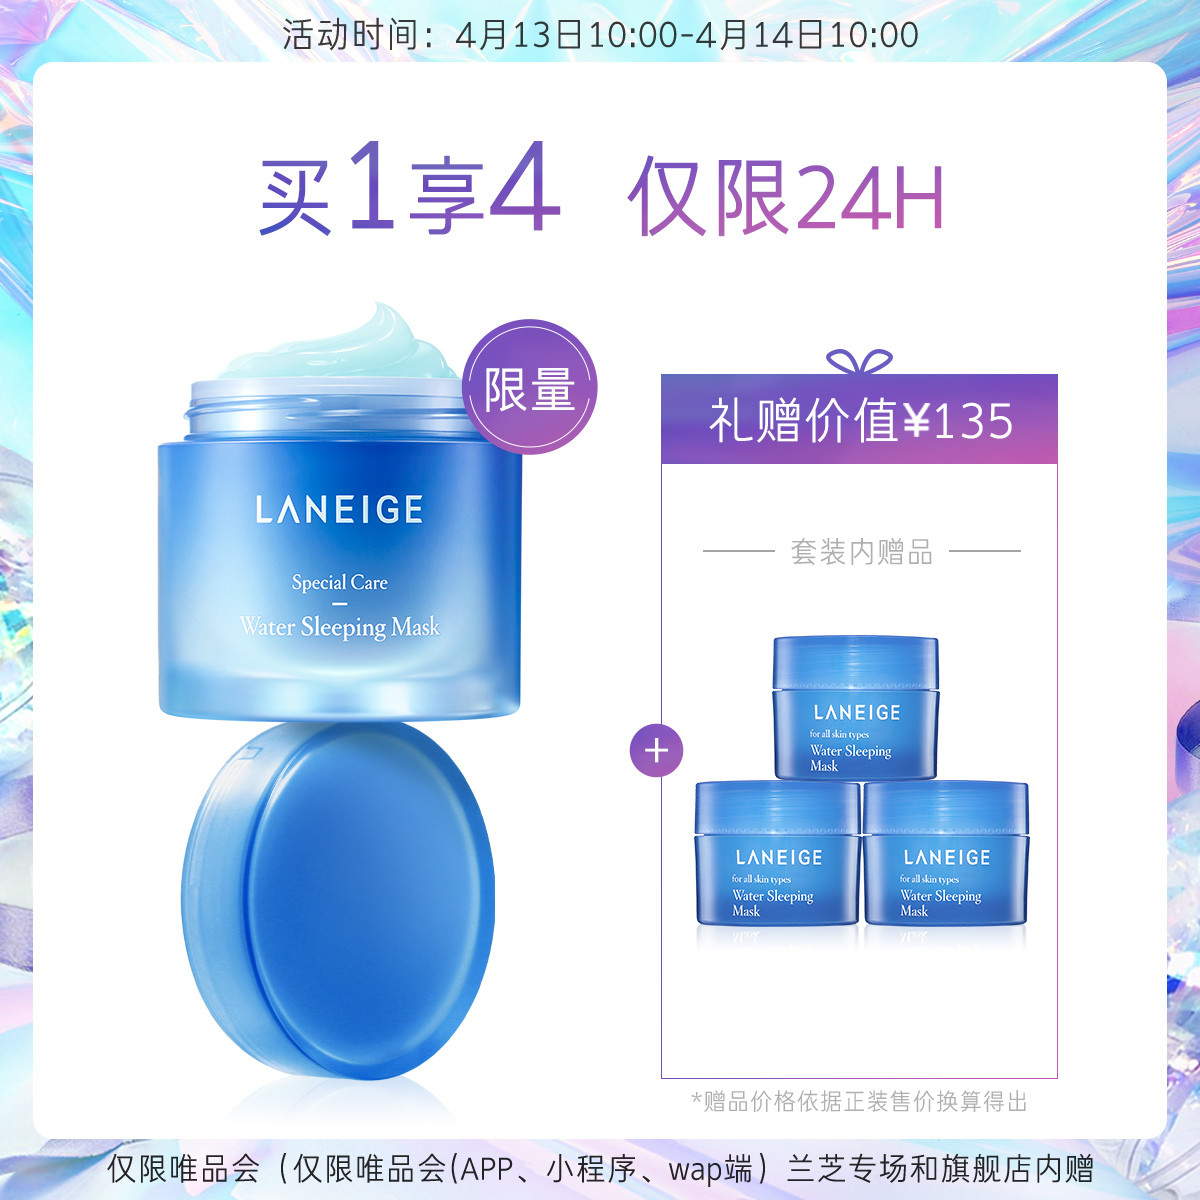 活动时间：4月13日10:00-4月14日10:00
买1享4 仅限24H
限量
LANEIGE
Special Care
Water Sleeping Mask
礼赠价值¥135
套装内赠品
LANEIGE
for all skin types
Water Sleeping
Mask
+
LANEIGE
for all skin types
Water Sleeping
Mask
LANEIGE
for all skin types
Water Sleeping
Mask
*赠品价格依据正装售价换算得出
仅限唯品会（仅限唯品会(APP、小程序、wap端）兰芝专场和旗舰店内赠